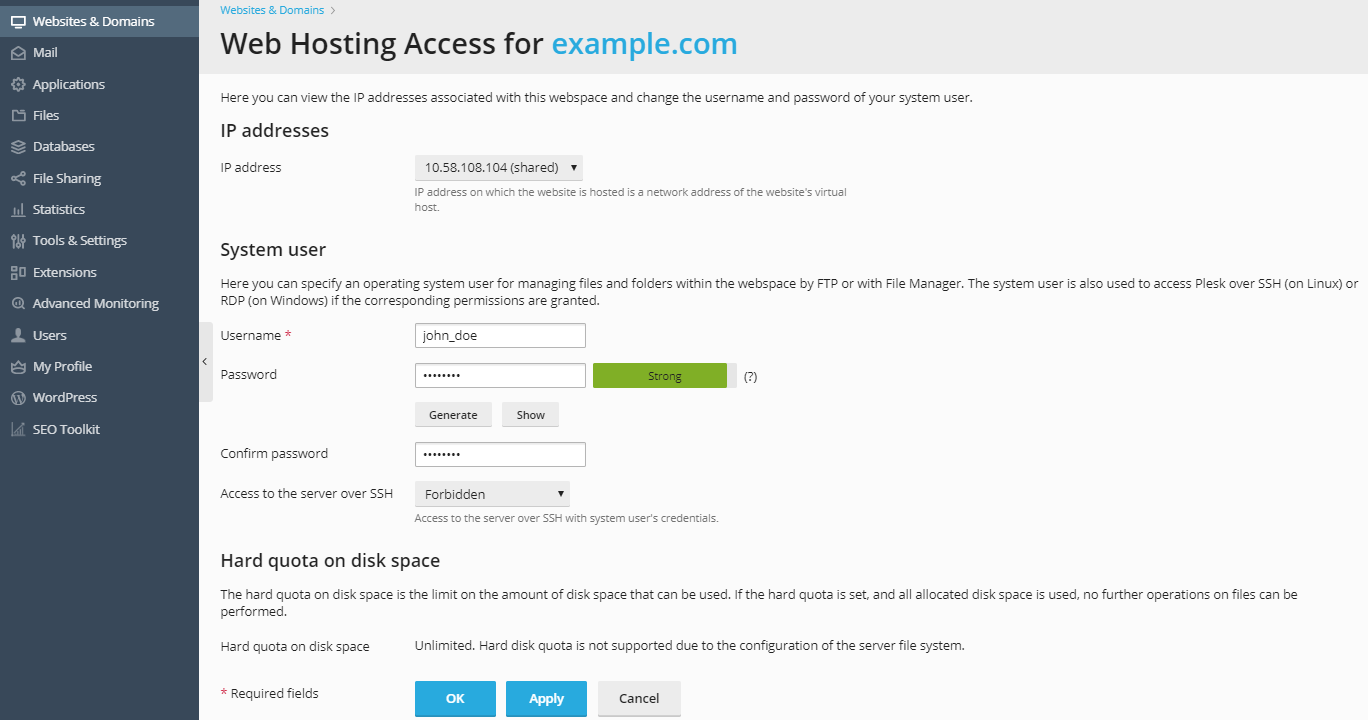 Websites & Domains
Mail
Applications
Files
Databases
File Sharing
Statistics
Tools & Settings
Extensions
Advanced Monitoring
Users
My Profile
WordPress
SEO Toolkit
Websites & Domains >
Web Hosting Access for example.com
Here you can view the IP addresses associated with this webspace and change the username and password of your system user.
IP addresses
IP address 10.58.108.104 (shared)
IP address on which the website is hosted is a network address of the website's virtual
host.
System user
Here you can specify an operating system user for managing files and folders within the webspace by FTP or with File Manager. The system user is also used to access Plesk over SSH (on Linux) or
RDP (on Windows) if the corresponding permissions are granted.
Username * john_doe
Password •••••••• Strong (?)
Generate Show
Confirm password ••••••••
Access to the server over SSH Forbidden
Access to the server over SSH with system user's credentials.
Hard quota on disk space
The hard quota on disk space is the limit on the amount of disk space that can be used. If the hard quota is set, and all allocated disk space is used, no further operations on files can be
performed.
Hard quota on disk space Unlimited. Hard disk quota is not supported due to the configuration of the server file system.
* Required fields OK Apply Cancel